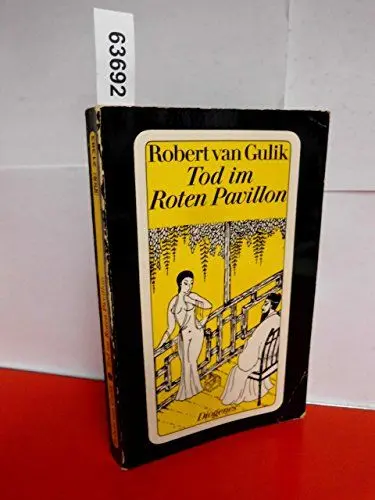 63692
Robert van Gulik
Tod im
Roten Pavillon
Diogenes